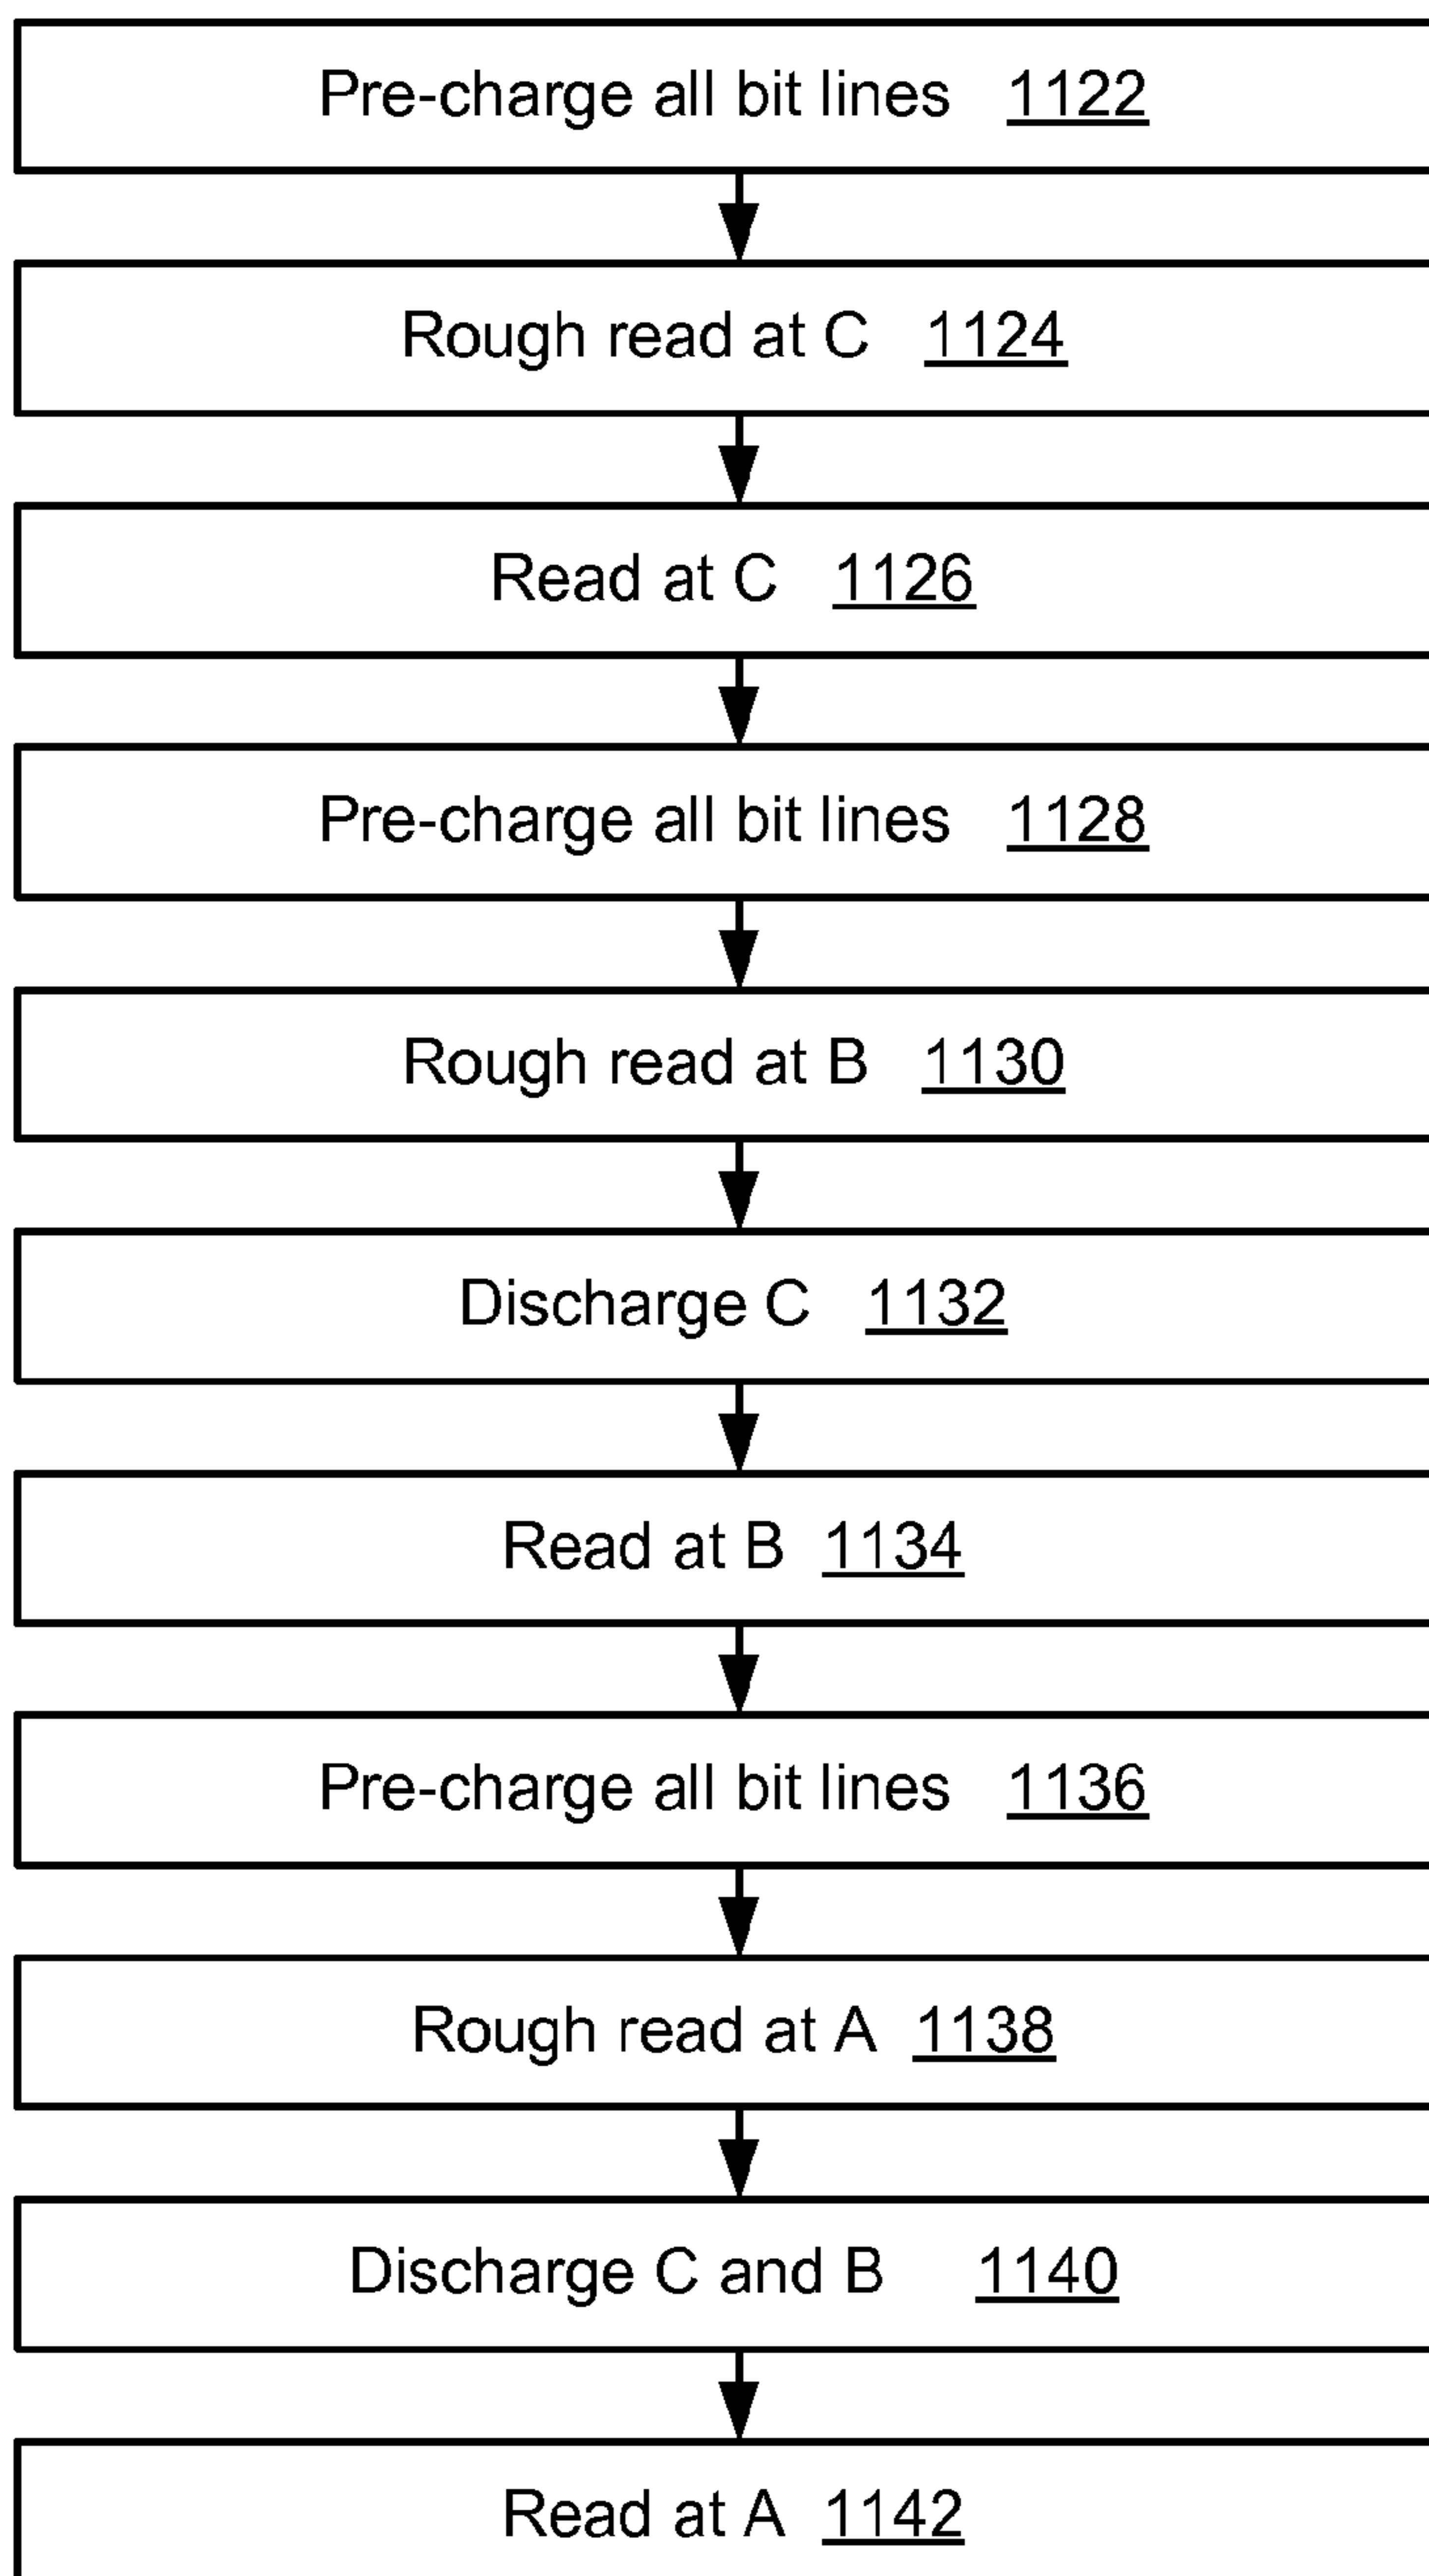 Pre-charge all bit lines 1122
Rough read at C 1124
Read at C 1126
Pre-charge all bit lines 1128
Rough read at B 1130
Discharge C 1132
Read at B 1134
Pre-charge all bit lines 1136
Rough read at A 1138
Discharge C and B 1140
Read at A 1142